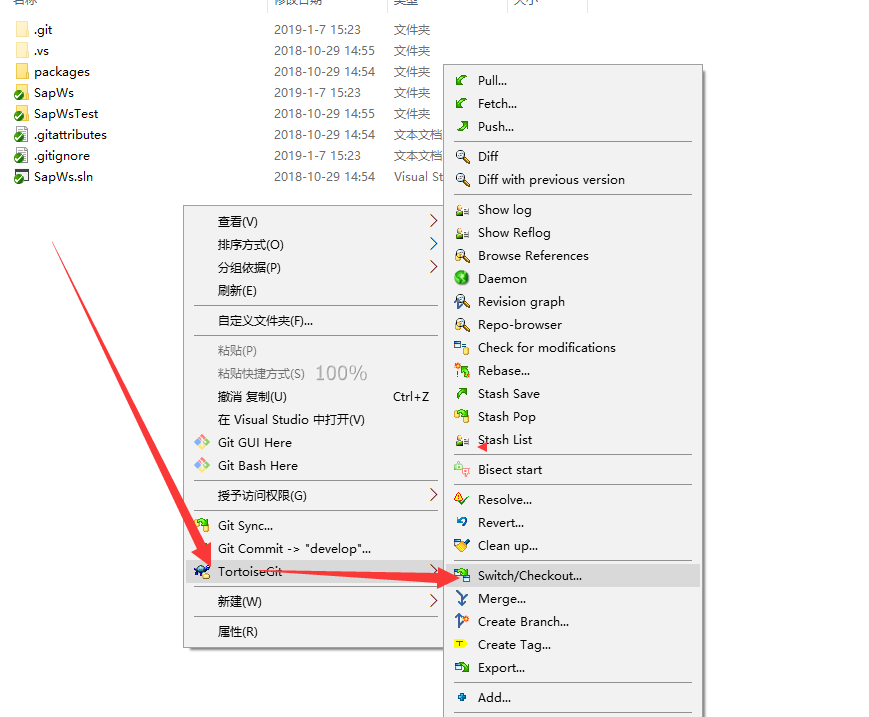 名称 修改日期 类型 大小
.git 2019-1-7 15:23 文件夹
.vs 2018-10-29 14:55 文件夹
packages 2018-10-29 14:54 文件夹
SapWs 2019-1-7 15:23 文件夹
SapWsTest 2018-10-29 14:55 文件夹
.gitattributes 2018-10-29 14:54 文本文档
.gitignore 2019-1-7 15:23 文本文档
SapWs.sln 2018-10-29 14:54 Visual St
查看(V)
排序方式(O)
分组依据(P)
刷新(E)
自定义文件夹(F)...
粘贴(P)
粘贴快捷方式(S) 100%
撤消 复制(U) Ctrl+Z
在 Visual Studio 中打开(V)
Git GUI Here
Git Bash Here
授予访问权限(G)
Git Sync...
Git Commit -> "develop"...
TortoiseGit
新建(W)
属性(R)
Pull...
Fetch...
Push...
Diff
Diff with previous version
Show log
Show Reflog
Browse References
Daemon
Revision graph
Repo-browser
Check for modifications
Rebase...
Stash Save
Stash Pop
Stash List
Bisect start
Resolve...
Revert...
Clean up...
Switch/Checkout...
Merge...
Create Branch...
Create Tag...
Export...
Add...